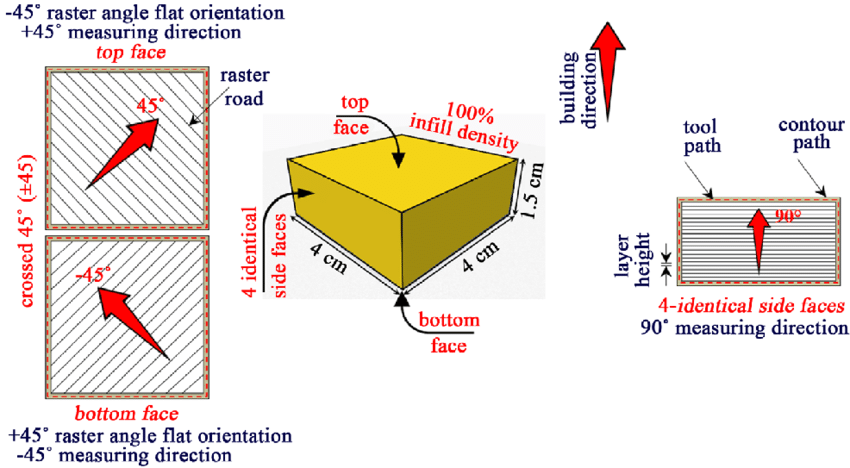 -45˚ raster angle flat orientation
+45˚ measuring direction
top face
raster
road
45˚
crossed 45˚ (±45)
-45˚
bottom face
+45˚ raster angle flat orientation
-45˚ measuring direction
top
face
100%
infill density
4 identical
side faces
4 cm
4 cm
1.5 cm
bottom
face
building
direction
tool
path
contour
path
90°
layer
height
4-identical side faces
90˚ measuring direction